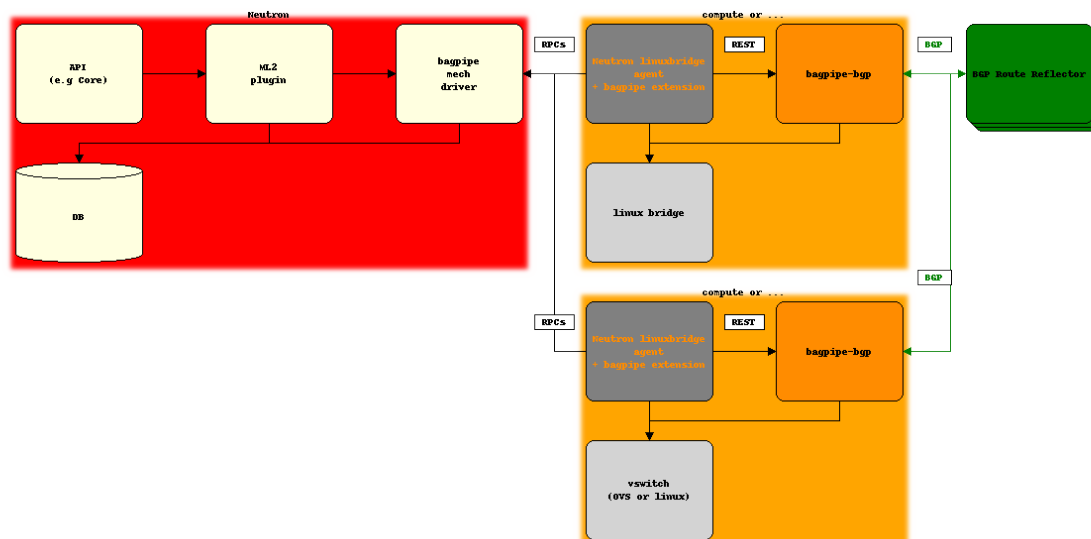 Neutron
compute or ...
API
(e.g Core)
ML2
plugin
bagpipe
mech
driver
RPCs
Neutron linuxbridge
agent
+ bagpipe extension
REST
bagpipe-bgp
BGP
BGP Route Reflector
DB
linux bridge
BGP
compute or ...
RPCs
Neutron linuxbridge
agent
+ bagpipe extension
REST
bagpipe-bgp
vswitch
(OVS or linux)